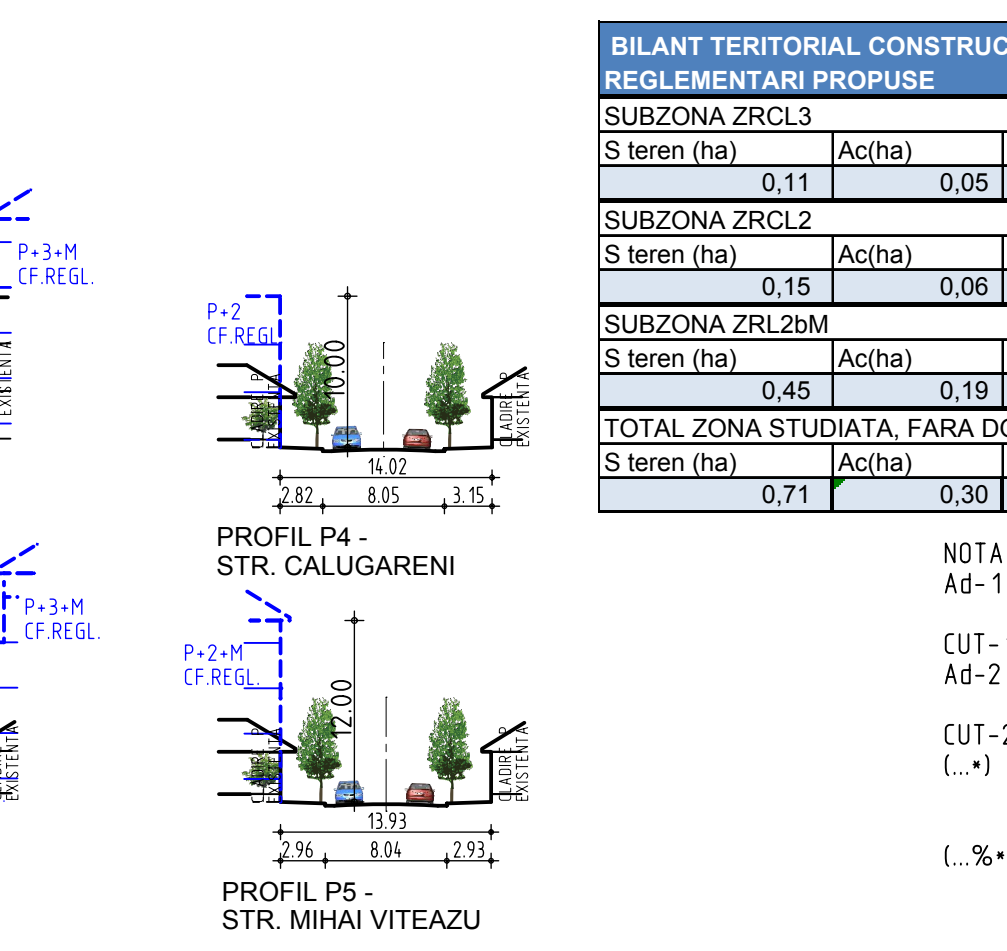 P+3+M
CF.REGL.
P+3+M
CF.REGL.
EXISTENTA
P+2
CF.REGL
10.00
CLADIRE P
EXISTENTA
CLADIRE P
EXISTENTA
14.02
2.82 8.05 3.15
PROFIL P4 -
STR. CALUGARENI
P+2+M
CF.REGL.
12.00
CLADIRE P
EXISTENTA
CLADIRE P
EXISTENTA
13.93
2.96 8.04 2.93
PROFIL P5 -
STR. MIHAI VITEAZU
BILANT TERITORIAL CONSTRUC
REGLEMENTARI PROPUSE
SUBZONA ZRCL3
S teren (ha) Ac(ha)
0,11 0,05
SUBZONA ZRCL2
S teren (ha) Ac(ha)
0,15 0,06
SUBZONA ZRL2bM
S teren (ha) Ac(ha)
0,45 0,19
TOTAL ZONA STUDIATA, FARA DO
S teren (ha) Ac(ha)
0,71 0,30
NOTA
Ad-1
CUT-
Ad-2
CUT-2
(...*)
(...%*